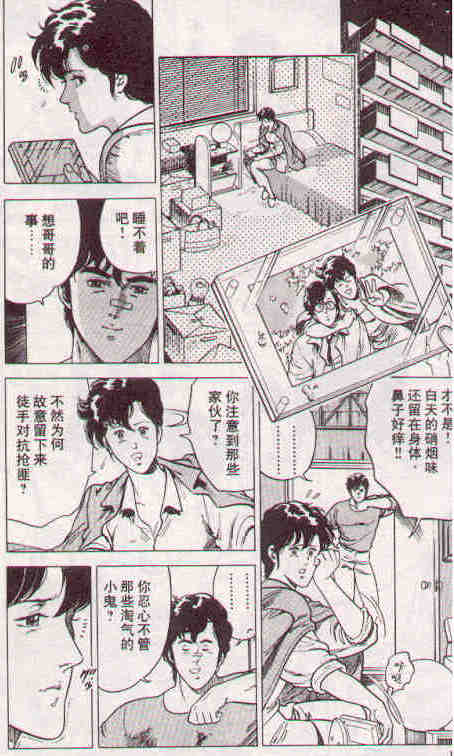 睡不着
吧！
想哥哥的
事……
才不是！
白天的硝烟味
还留在身体，
鼻子好痒!!
…………
你注意到那些
家伙了？
不然为何
故意留下来
徒手对抗抢匪？
…………
…………
你忍心不管
那些淘气的
小鬼？